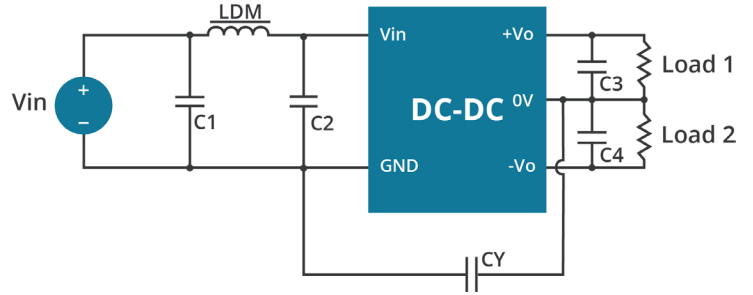 LDM
Vin
+
−
C1
C2
Vin
GND
DC-DC
+Vo
0V
-Vo
C3
C4
Load 1
Load 2
CY